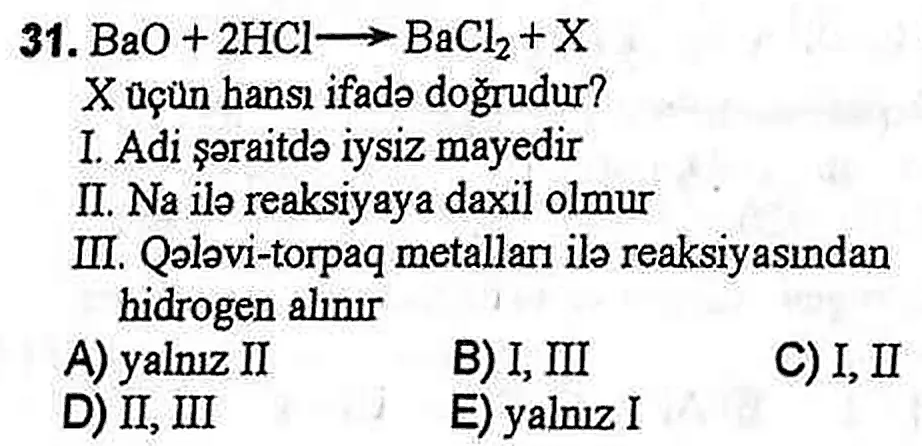 31. BaO + 2HCl⟶BaCl₂ + X
X üçün hansı ifadə doğrudur?
I. Adi şəraitdə iysiz mayedir
II. Na ilə reaksiyaya daxil olmur
III. Qələvi-torpaq metalları ilə reaksiyasından
hidrogen alınır
A) yalnız II B) I, III C) I, II
D) II, III E) yalnız I